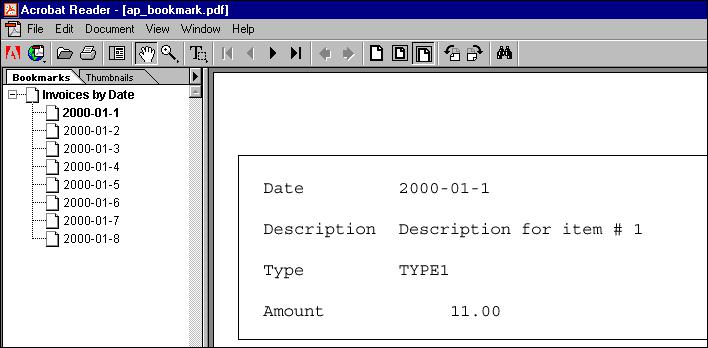 Acrobat Reader - [ap_bookmark.pdf]
File Edit Document View Window Help
Bookmarks Thumbnails
Invoices by Date
2000-01-1
2000-01-2
2000-01-3
2000-01-4
2000-01-5
2000-01-6
2000-01-7
2000-01-8
Date 2000-01-1
Description Description for item # 1
Type TYPE1
Amount 11.00